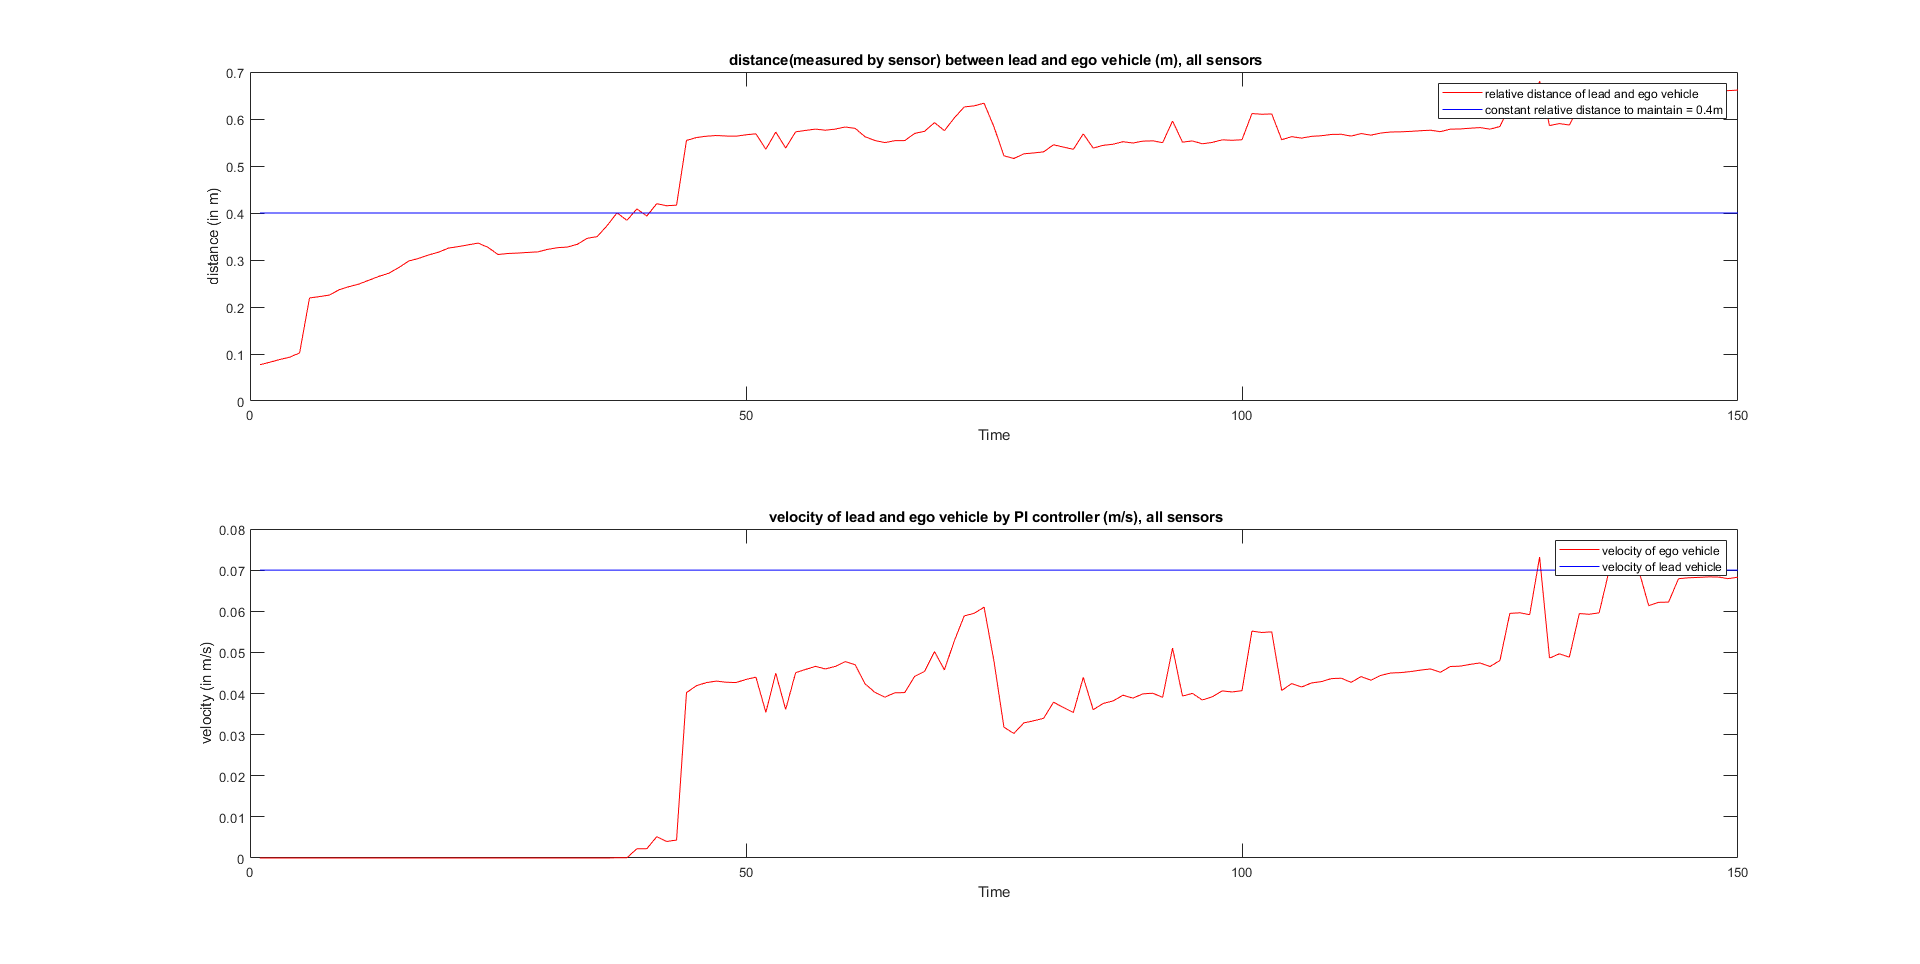 distance(measured by sensor) between lead and ego vehicle (m), all sensors
0.7
0.6
0.5
0.4
0.3
0.2
0.1
0
distance (in m)
relative distance of lead and ego vehicle
constant relative distance to maintain = 0.4m
0 50 100 150
Time
velocity of lead and ego vehicle by PI controller (m/s), all sensors
0.08
0.07
0.06
0.05
0.04
0.03
0.02
0.01
0
velocity (in m/s)
velocity of ego vehicle
velocity of lead vehicle
0 50 100 150
Time